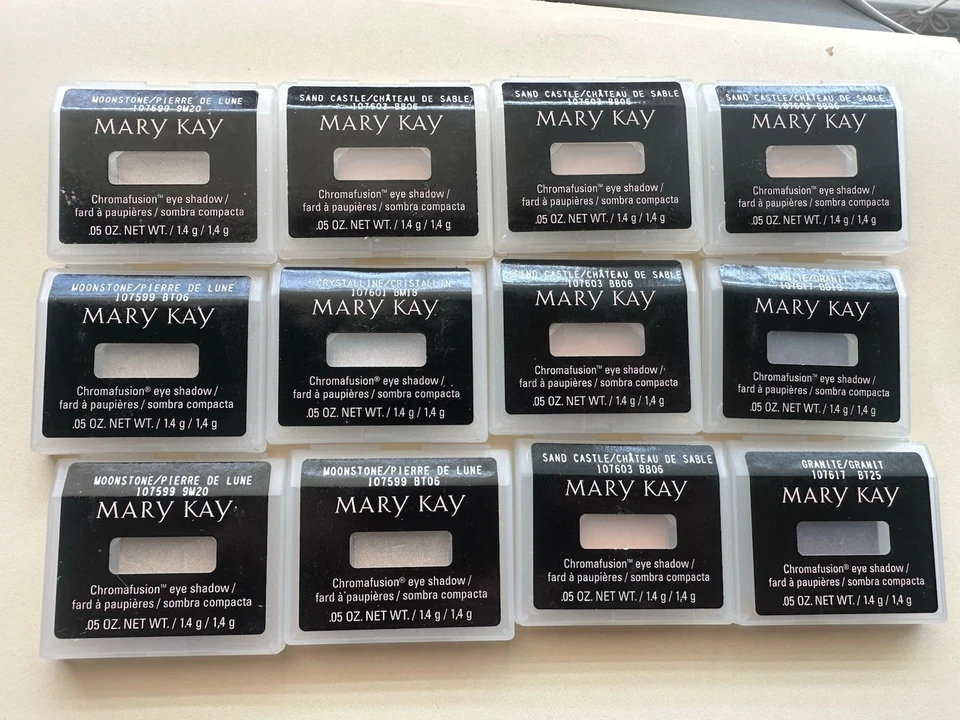 MOONSTONE/PIERRE DE LUNE
107599 9M20
MARY KAY
Chromafusion™ eye shadow /
fard à paupières / sombra compacta
.05 OZ. NET WT. / 1.4 g / 1,4 g
SAND CASTLE/CHÂTEAU DE SABLE
107603 BB06
MARY KAY
Chromafusion™ eye shadow /
fard à paupières / sombra compacta
.05 OZ. NET WT. / 1.4 g / 1,4 g
SAND CASTLE/CHÂTEAU DE SABLE
107603 BB06
MARY KAY
Chromafusion™ eye shadow /
fard à paupières / sombra compacta
.05 OZ. NET WT. / 1.4 g / 1,4 g
SAND CASTLE/CHÂTEAU DE SABLE
107603 BB06
MARY KAY
Chromafusion™ eye shadow /
fard à paupières / sombra compacta
.05 OZ. NET WT. / 1.4 g / 1,4 g
MOONSTONE/PIERRE DE LUNE
107599 BT06
MARY KAY
Chromafusion® eye shadow /
fard à paupières / sombra compacta
.05 OZ. NET WT. / 1.4 g / 1,4 g
CRYSTALLINE/CRISTALLIN
107601 BM18
MARY KAY
Chromafusion® eye shadow /
fard à paupières / sombra compacta
.05 OZ. NET WT. / 1.4 g / 1,4 g
SAND CASTLE/CHÂTEAU DE SABLE
107603 BB06
MARY KAY
Chromafusion™ eye shadow /
fard à paupières / sombra compacta
.05 OZ. NET WT. / 1.4 g / 1,4 g
GRANITE/GRANIT
107617
MARY KAY
Chromafusion™ eye shadow /
fard à paupières / sombra compacta
.05 OZ. NET WT. / 1.4 g / 1,4 g
MOONSTONE/PIERRE DE LUNE
107599 9M20
MARY KAY
Chromafusion™ eye shadow /
fard à paupières / sombra compacta
.05 OZ. NET WT. / 1.4 g / 1,4 g
MOONSTONE/PIERRE DE LUNE
107599 BT06
MARY KAY
Chromafusion® eye shadow /
fard à paupières / sombra compacta
.05 OZ. NET WT. / 1.4 g / 1,4 g
SAND CASTLE/CHÂTEAU DE SABLE
107603 BB06
MARY KAY
Chromafusion™ eye shadow /
fard à paupières / sombra compacta
.05 OZ. NET WT. / 1.4 g / 1,4 g
GRANITE/GRANIT
107617 BT25
MARY KAY
Chromafusion® eye shadow /
fard à paupières / sombra compacta
.05 OZ. NET WT. / 1.4 g / 1,4 g